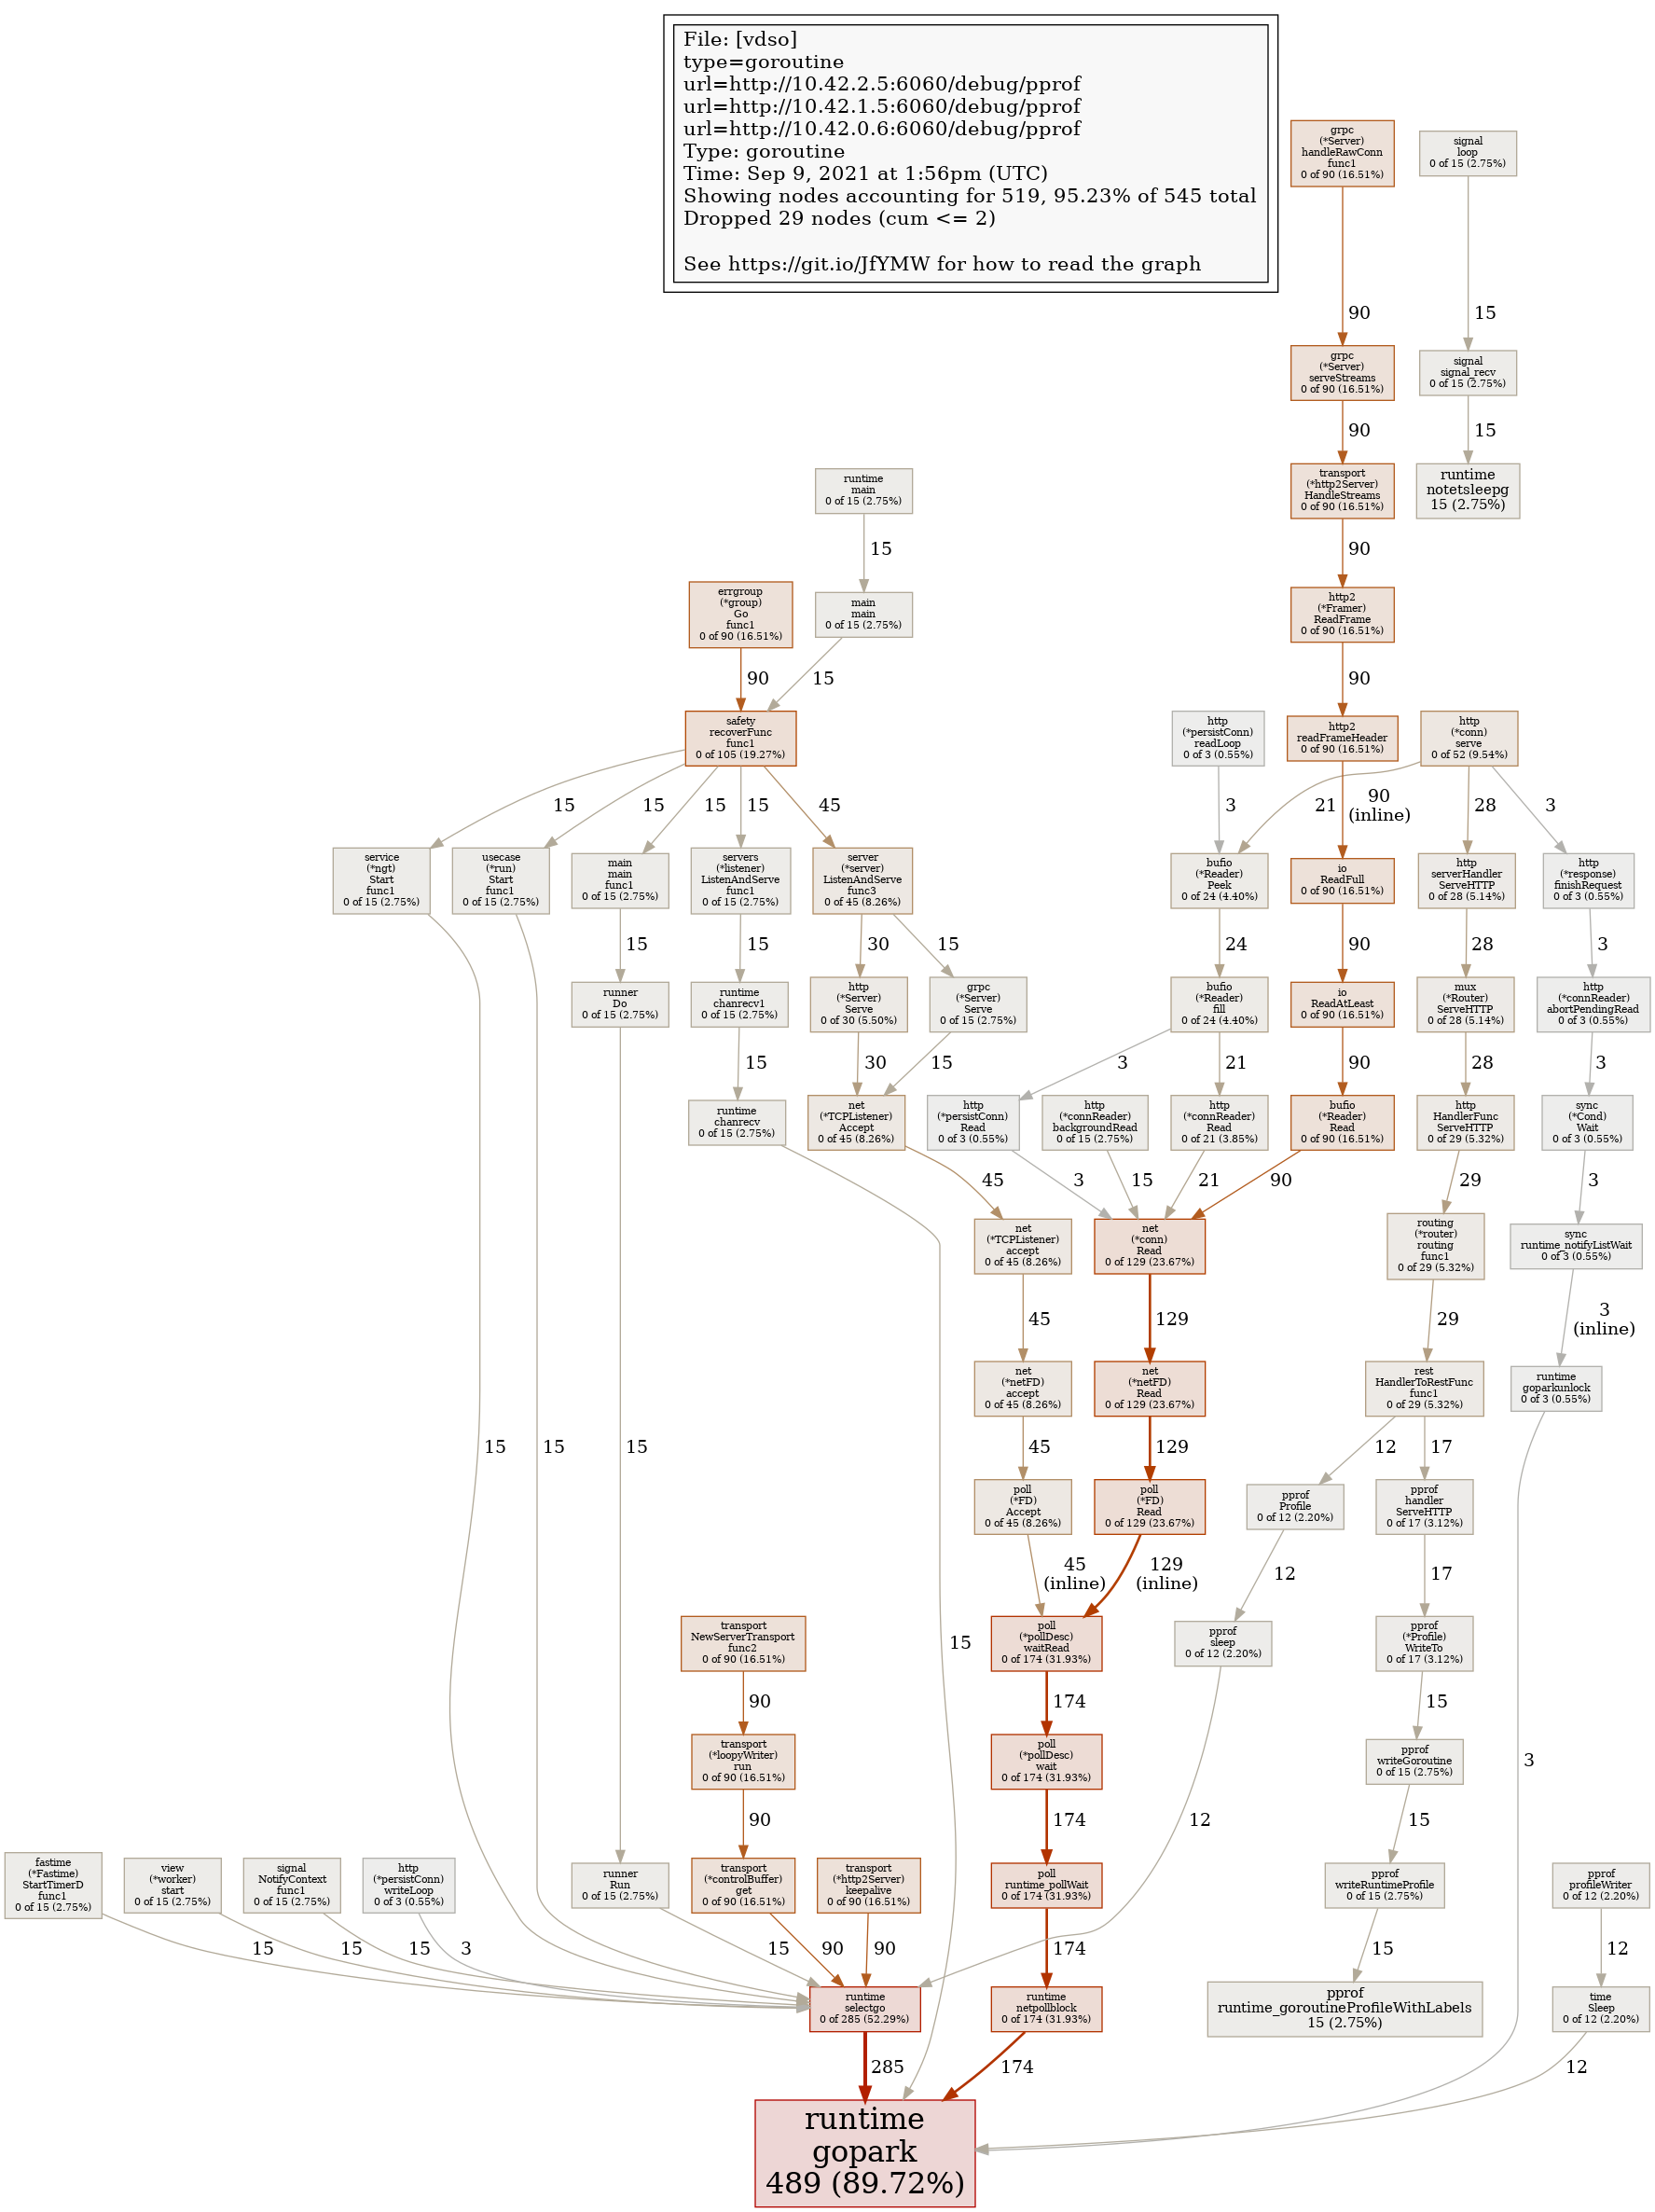 File: [vdso]
type=goroutine
url=http://10.42.2.5:6060/debug/pprof
url=http://10.42.1.5:6060/debug/pprof
url=http://10.42.0.6:6060/debug/pprof
Type: goroutine
Time: Sep 9, 2021 at 1:56pm (UTC)
Showing nodes accounting for 519, 95.23% of 545 total
Dropped 29 nodes (cum <= 2)
See https://git.io/JfYMW for how to read the graph
grpc
(*Server)
handleRawConn
func1
0 of 90 (16.51%)
signal
loop
0 of 15 (2.75%)
90
15
grpc
(*Server)
serveStreams
0 of 90 (16.51%)
signal
signal_recv
0 of 15 (2.75%)
90
15
runtime
main
0 of 15 (2.75%)
transport
(*http2Server)
HandleStreams
0 of 90 (16.51%)
runtime
notetsleepg
15 (2.75%)
15
90
errgroup
(*group)
Go
func1
0 of 90 (16.51%)
main
main
0 of 15 (2.75%)
http2
(*Framer)
ReadFrame
0 of 90 (16.51%)
90
15
90
safety
recoverFunc
func1
0 of 105 (19.27%)
http
(*persistConn)
readLoop
0 of 3 (0.55%)
http2
readFrameHeader
0 of 90 (16.51%)
http
(*conn)
serve
0 of 52 (9.54%)
15
15
15
15
45
3
21
90
(inline)
28
3
service
(*ngt)
Start
func1
0 of 15 (2.75%)
usecase
(*run)
Start
func1
0 of 15 (2.75%)
main
main
func1
0 of 15 (2.75%)
servers
(*listener)
ListenAndServe
func1
0 of 15 (2.75%)
server
(*server)
ListenAndServe
func3
0 of 45 (8.26%)
bufio
(*Reader)
Peek
0 of 24 (4.40%)
io
ReadFull
0 of 90 (16.51%)
http
serverHandler
ServeHTTP
0 of 28 (5.14%)
http
(*response)
finishRequest
0 of 3 (0.55%)
15
15
30
15
24
90
28
3
runner
Do
0 of 15 (2.75%)
runtime
chanrecv1
0 of 15 (2.75%)
http
(*Server)
Serve
0 of 30 (5.50%)
grpc
(*Server)
Serve
0 of 15 (2.75%)
bufio
(*Reader)
fill
0 of 24 (4.40%)
io
ReadAtLeast
0 of 90 (16.51%)
mux
(*Router)
ServeHTTP
0 of 28 (5.14%)
http
(*connReader)
abortPendingRead
0 of 3 (0.55%)
15
30
15
3
21
90
28
3
runtime
chanrecv
0 of 15 (2.75%)
net
(*TCPListener)
Accept
0 of 45 (8.26%)
http
(*persistConn)
Read
0 of 3 (0.55%)
http
(*connReader)
backgroundRead
0 of 15 (2.75%)
http
(*connReader)
Read
0 of 21 (3.85%)
bufio
(*Reader)
Read
0 of 90 (16.51%)
http
HandlerFunc
ServeHTTP
0 of 29 (5.32%)
sync
(*Cond)
Wait
0 of 3 (0.55%)
45
3
15
21
90
29
3
net
(*TCPListener)
accept
0 of 45 (8.26%)
net
(*conn)
Read
0 of 129 (23.67%)
routing
(*router)
routing
func1
0 of 29 (5.32%)
sync
runtime_notifyListWait
0 of 3 (0.55%)
45
129
29
3
(inline)
net
(*netFD)
accept
0 of 45 (8.26%)
net
(*netFD)
Read
0 of 129 (23.67%)
rest
HandlerToRestFunc
func1
0 of 29 (5.32%)
runtime
goparkunlock
0 of 3 (0.55%)
15
15
15
45
129
12
17
poll
(*FD)
Accept
0 of 45 (8.26%)
poll
(*FD)
Read
0 of 129 (23.67%)
pprof
Profile
0 of 12 (2.20%)
pprof
handler
ServeHTTP
0 of 17 (3.12%)
45
(inline)
129
(inline)
12
17
transport
NewServerTransport
func2
0 of 90 (16.51%)
15
poll
(*pollDesc)
waitRead
0 of 174 (31.93%)
pprof
sleep
0 of 12 (2.20%)
pprof
(*Profile)
WriteTo
0 of 17 (3.12%)
90
174
15
transport
(*loopyWriter)
run
0 of 90 (16.51%)
poll
(*pollDesc)
wait
0 of 174 (31.93%)
pprof
writeGoroutine
0 of 15 (2.75%)
3
90
174
12
15
fastime
(*Fastime)
StartTimerD
func1
0 of 15 (2.75%)
view
(*worker)
start
0 of 15 (2.75%)
signal
NotifyContext
func1
0 of 15 (2.75%)
http
(*persistConn)
writeLoop
0 of 3 (0.55%)
runner
Run
0 of 15 (2.75%)
transport
(*controlBuffer)
get
0 of 90 (16.51%)
transport
(*http2Server)
keepalive
0 of 90 (16.51%)
poll
runtime_pollWait
0 of 174 (31.93%)
pprof
writeRuntimeProfile
0 of 15 (2.75%)
pprof
profileWriter
0 of 12 (2.20%)
15
15
15
3
15
90
90
174
15
12
runtime
selectgo
0 of 285 (52.29%)
runtime
netpollblock
0 of 174 (31.93%)
pprof
runtime_goroutineProfileWithLabels
15 (2.75%)
time
Sleep
0 of 12 (2.20%)
285
174
12
runtime
gopark
489 (89.72%)